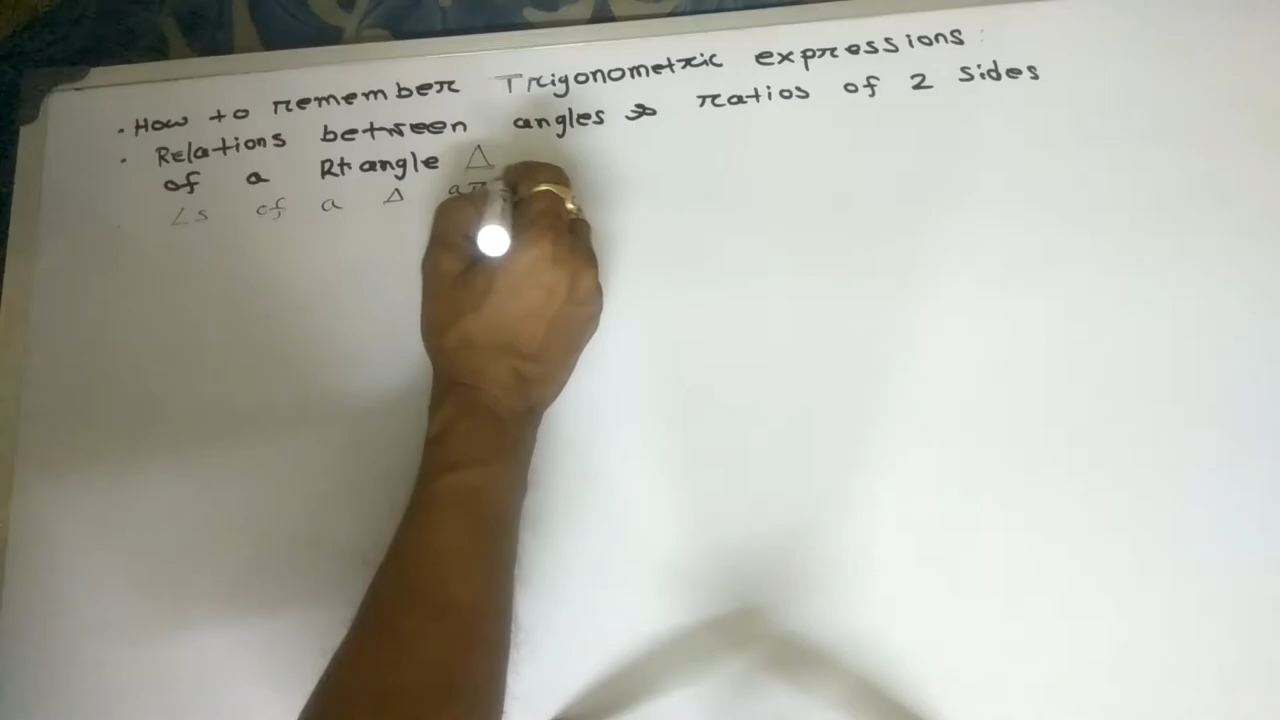 . How to remember Trigonometric expressions:
. Relations between angles & ratios of 2 sides
of a Rt angle Δ
∠s of a Δ